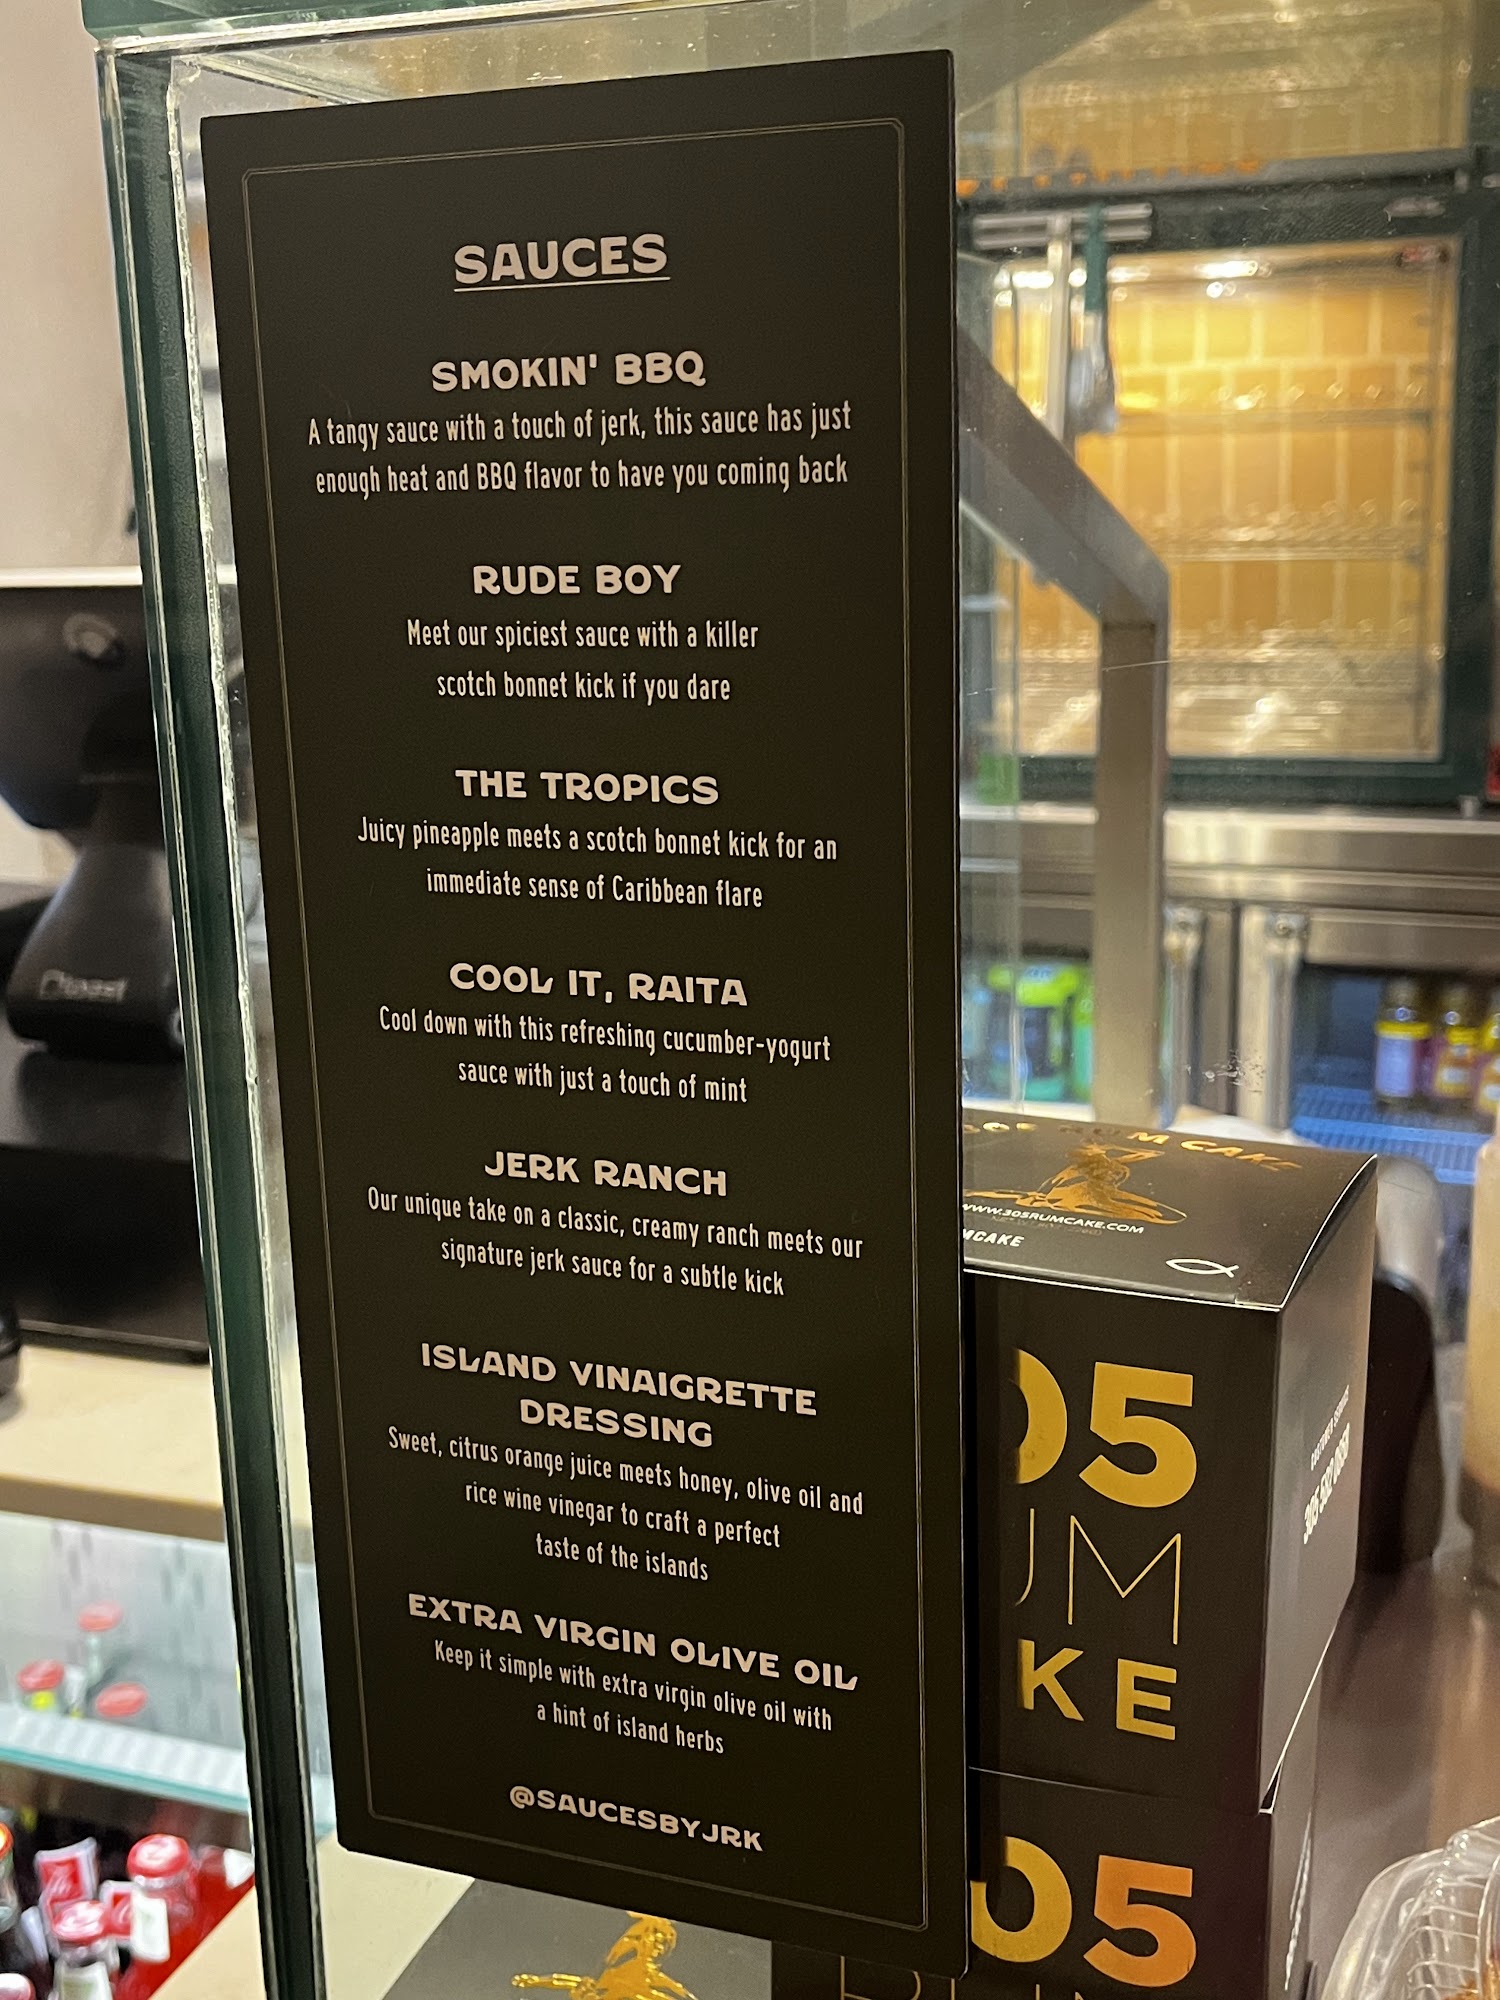 SAUCES
SMOKIN' BBQ
A tangy sauce with a touch of jerk, this sauce has just
enough heat and BBQ flavor to have you coming back
RUDE BOY
Meet our spiciest sauce with a killer
scotch bonnet kick if you dare
THE TROPICS
Juicy pineapple meets a scotch bonnet kick for an
immediate sense of Caribbean flare
COOL IT, RAITA
Cool down with this refreshing cucumber-yogurt
sauce with just a touch of mint
JERK RANCH
Our unique take on a classic, creamy ranch meets our
signature jerk sauce for a subtle kick
ISLAND VINAIGRETTE
DRESSING
Sweet, citrus orange juice meets honey, olive oil and
rice wine vinegar to craft a perfect
taste of the islands
EXTRA VIRGIN OLIVE OIL
Keep it simple with extra virgin olive oil with
a hint of island herbs
@SAUCESBYJRK
toast
RUM CAKE
WWW.305RUMCAKE.COM
MCAKE
05
UM
KE
05